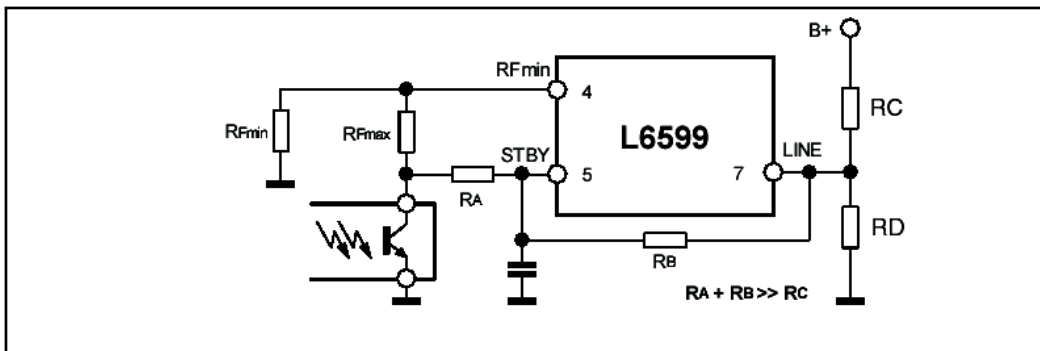 B+
RFmin
4
RFmin
RFmax
RC
L6599
STBY
5
7
LINE
RA
RD
RB
RA + RB >> RC